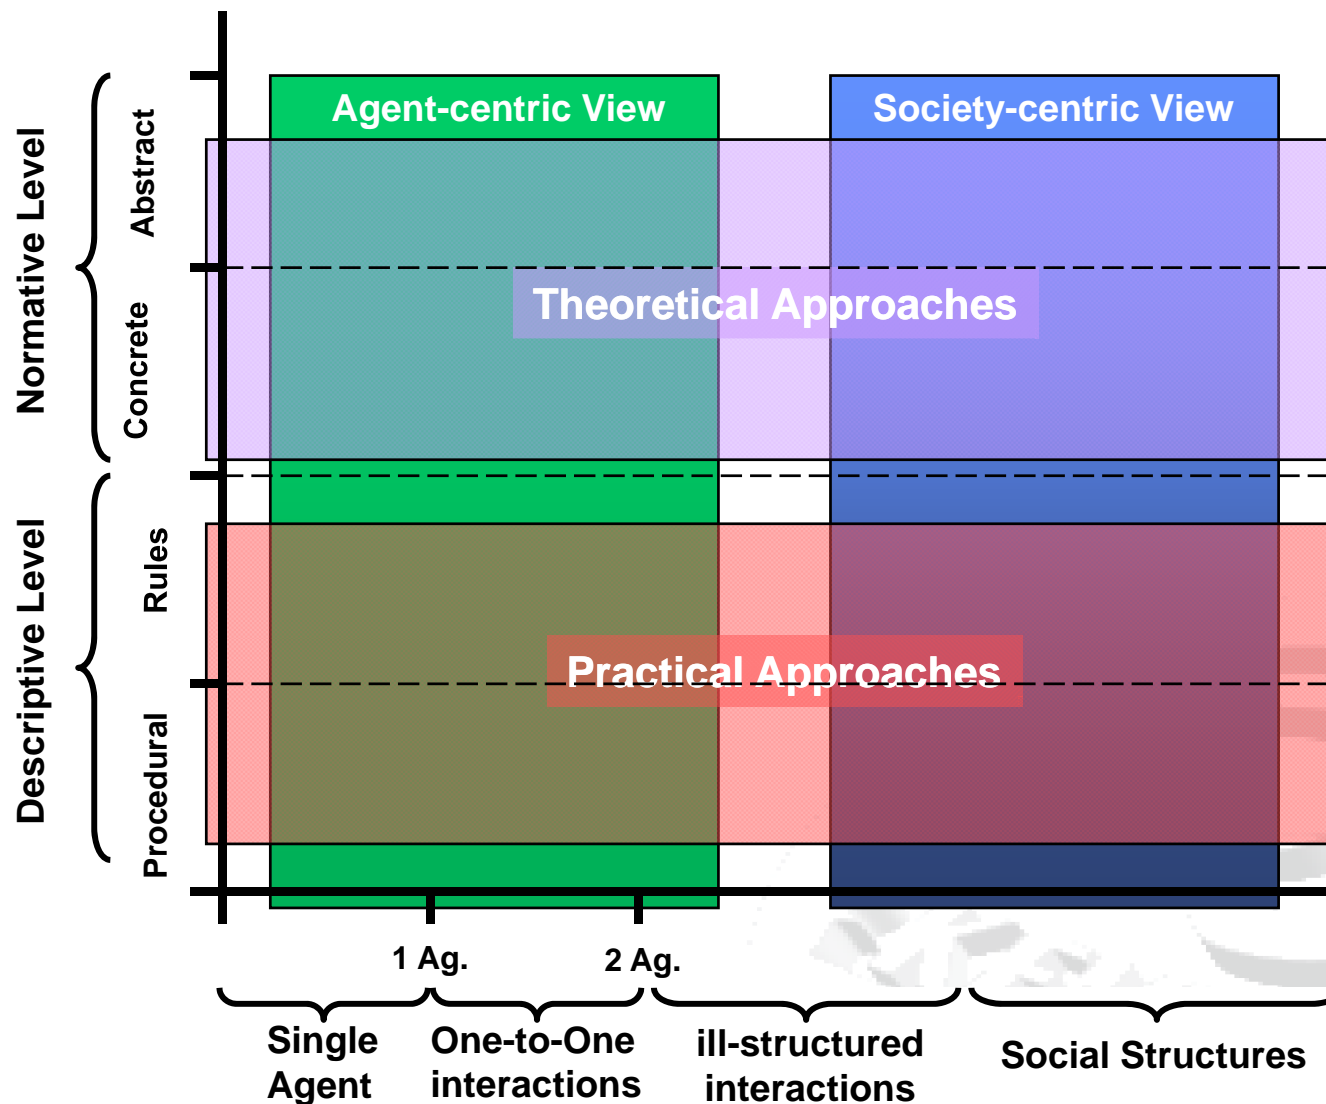 Agent-centric View
Society-centric View
Normative Level
Abstract
Concrete
Theoretical Approaches
Descriptive Level
Rules
Procedural
Practical Approaches
1 Ag.
2 Ag.
Single
Agent
One-to-One
interactions
ill-structured
interactions
Social Structures